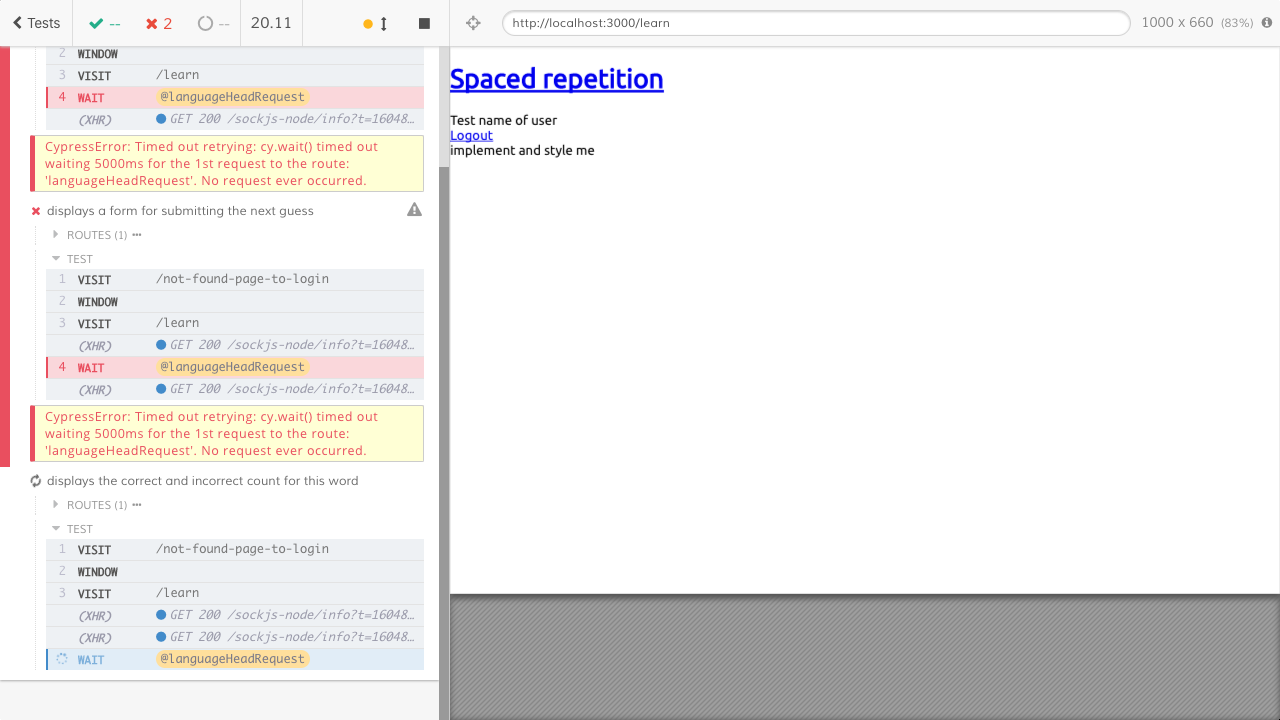 Tests
--
2
--
20.11
http://localhost:3000/learn
1000 x 660 (83%)
2 WINDOW
3 VISIT /learn
4 WAIT @languageHeadRequest
(XHR) GET 200 /sockjs-node/info?t=16048…
CypressError: Timed out retrying: cy.wait() timed out
waiting 5000ms for the 1st request to the route:
'languageHeadRequest'. No request ever occurred.
displays a form for submitting the next guess
ROUTES (1)
TEST
1 VISIT /not-found-page-to-login
2 WINDOW
3 VISIT /learn
(XHR) GET 200 /sockjs-node/info?t=16048…
4 WAIT @languageHeadRequest
(XHR) GET 200 /sockjs-node/info?t=16048…
CypressError: Timed out retrying: cy.wait() timed out
waiting 5000ms for the 1st request to the route:
'languageHeadRequest'. No request ever occurred.
displays the correct and incorrect count for this word
ROUTES (1)
TEST
1 VISIT /not-found-page-to-login
2 WINDOW
3 VISIT /learn
(XHR) GET 200 /sockjs-node/info?t=16048…
(XHR) GET 200 /sockjs-node/info?t=16048…
WAIT @languageHeadRequest
Spaced repetition
Test name of user
Logout
implement and style me